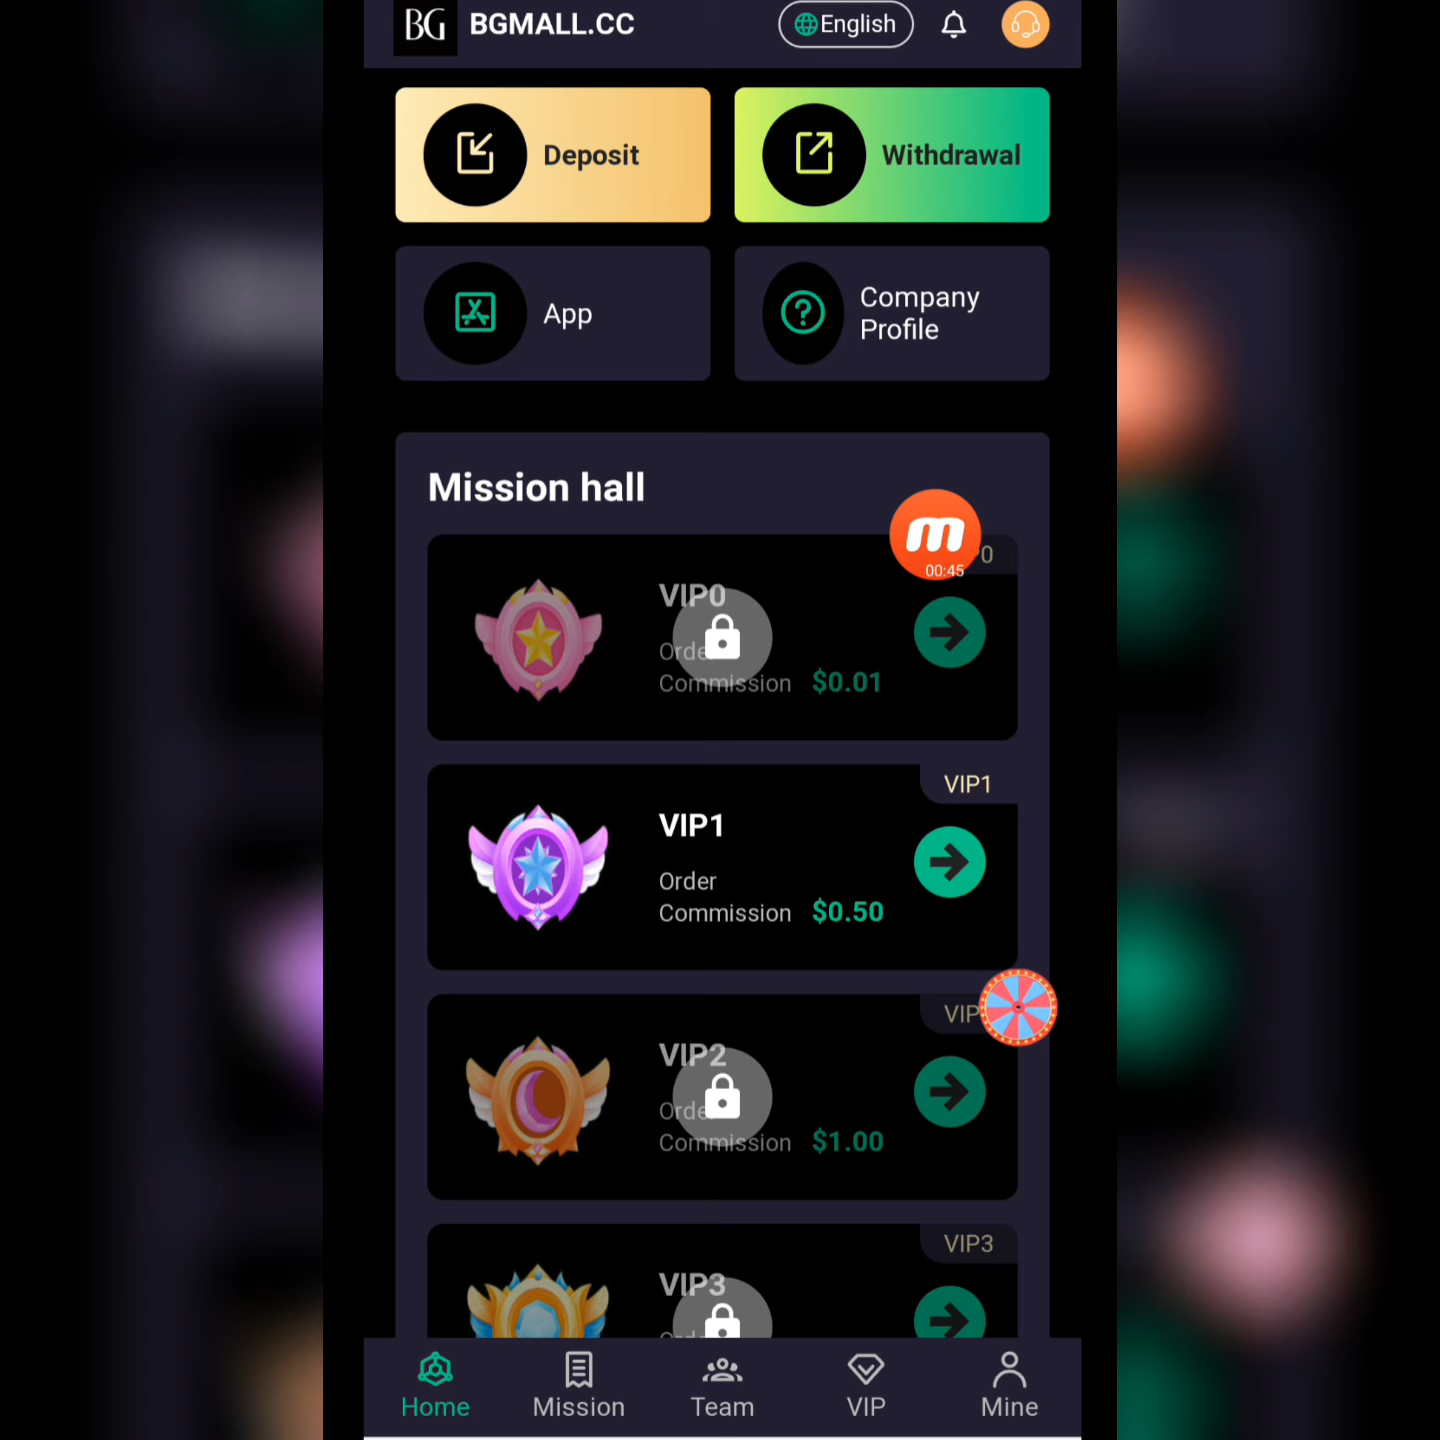 BG BGMALL.CC English
Deposit Withdrawal
App Company
Profile
Mission hall
00:45
VIP0
Commission $0.01
VIP1
VIP1
Order
Commission $0.50
VIP2
Commission $1.00
VIP3
VIP3
Home Mission Team VIP Mine